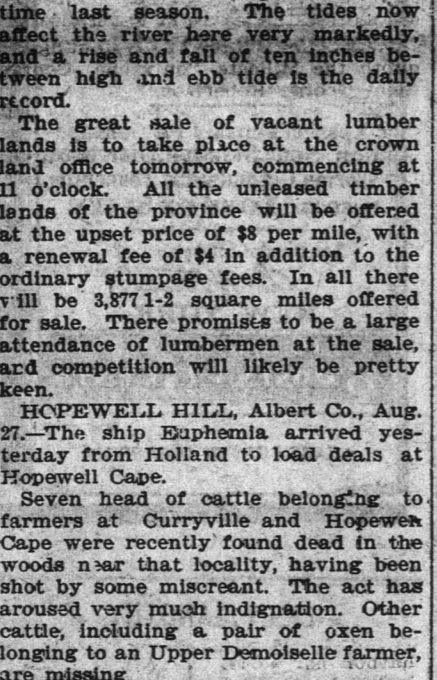 time last season. The tides now
affect the river here very markedly,
and a rise and fall of ten inches be-
tween high and ebb tide is the daily
record.
The great sale of vacant lumber
lands is to take place at the crown
land office tomorrow, commencing at
11 o'clock. All the unleased timber
lands of the province will be offered
at the upset price of $8 per mile, with
a renewal fee of $4 in addition to the
ordinary stumpage fees. In all there
will be 3,877 1-2 square miles offered
for sale. There promises to be a large
attendance of lumbermen at the sale,
and competition will likely be pretty
keen.
HOPEWELL HILL, Albert Co., Aug.
27.—The ship Euphemia arrived yes-
terday from Holland to load deals at
Hopewell Cape.
Seven head of cattle belonging to
farmers at Curryville and Hopewell
Cape were recently found dead in the
woods near that locality, having been
shot by some miscreant. The act has
aroused very much indignation. Other
cattle, including a pair of oxen be-
longing to an Upper Demoiselle farmer,
are missing